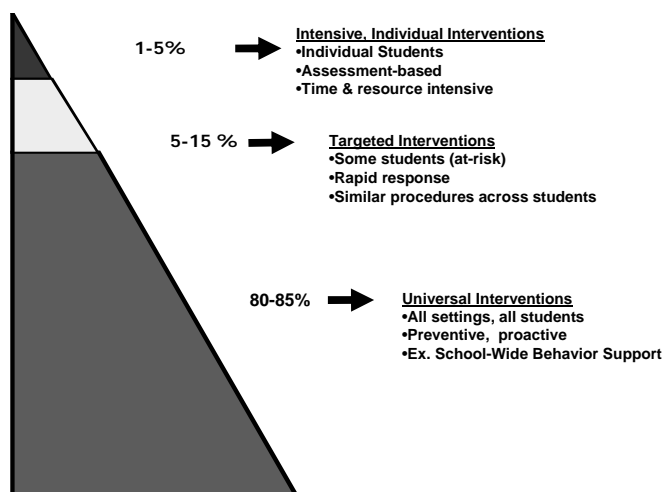 1-5%
Intensive, Individual Interventions
•Individual Students
•Assessment-based
•Time & resource intensive
5-15 %
Targeted Interventions
•Some students (at-risk)
•Rapid response
•Similar procedures across students
80-85%
Universal Interventions
•All settings, all students
•Preventive,  proactive
•Ex. School-Wide Behavior Support